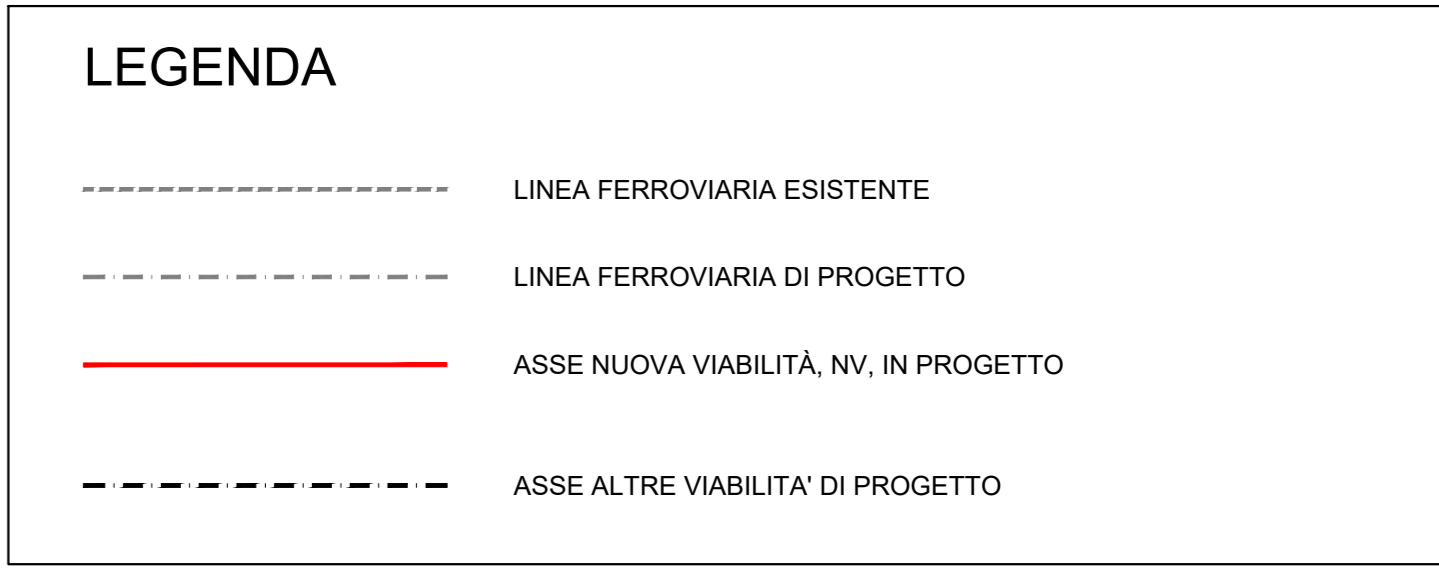 LEGENDA
LINEA FERROVIARIA ESISTENTE
LINEA FERROVIARIA DI PROGETTO
ASSE NUOVA VIABILITÀ, NV, IN PROGETTO
ASSE ALTRE VIABILITA' DI PROGETTO